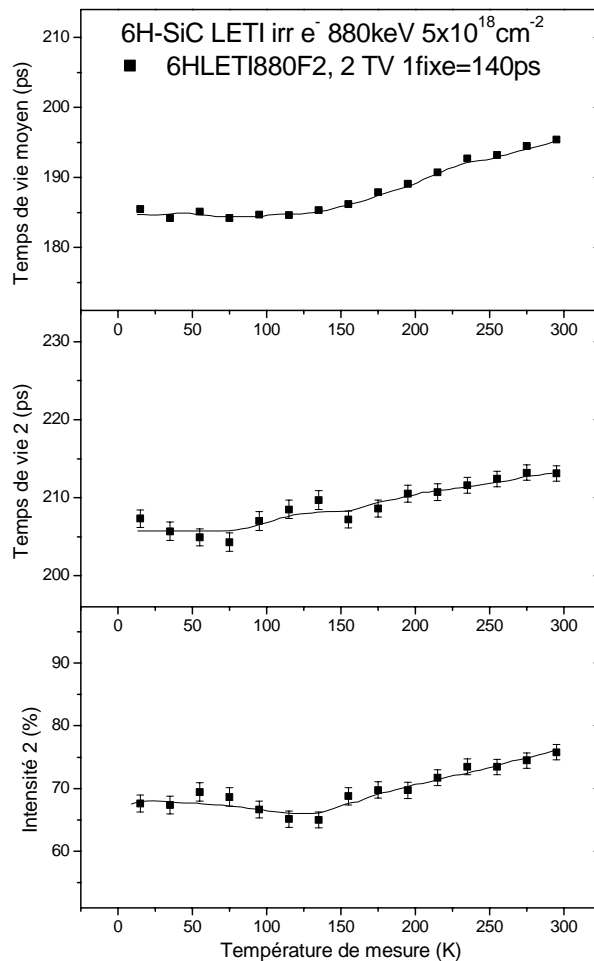 6H-SiC LETI irr e⁻ 880keV 5x10¹⁸cm⁻²
■ 6HLETI880F2, 2 TV 1fixe=140ps
Temps de vie moyen (ps)
210
200
190
180
0 50 100 150 200 250 300
Temps de vie 2 (ps)
230
220
210
200
0 50 100 150 200 250 300
Intensité 2 (%)
90
80
70
60
0 50 100 150 200 250 300
Température de mesure (K)